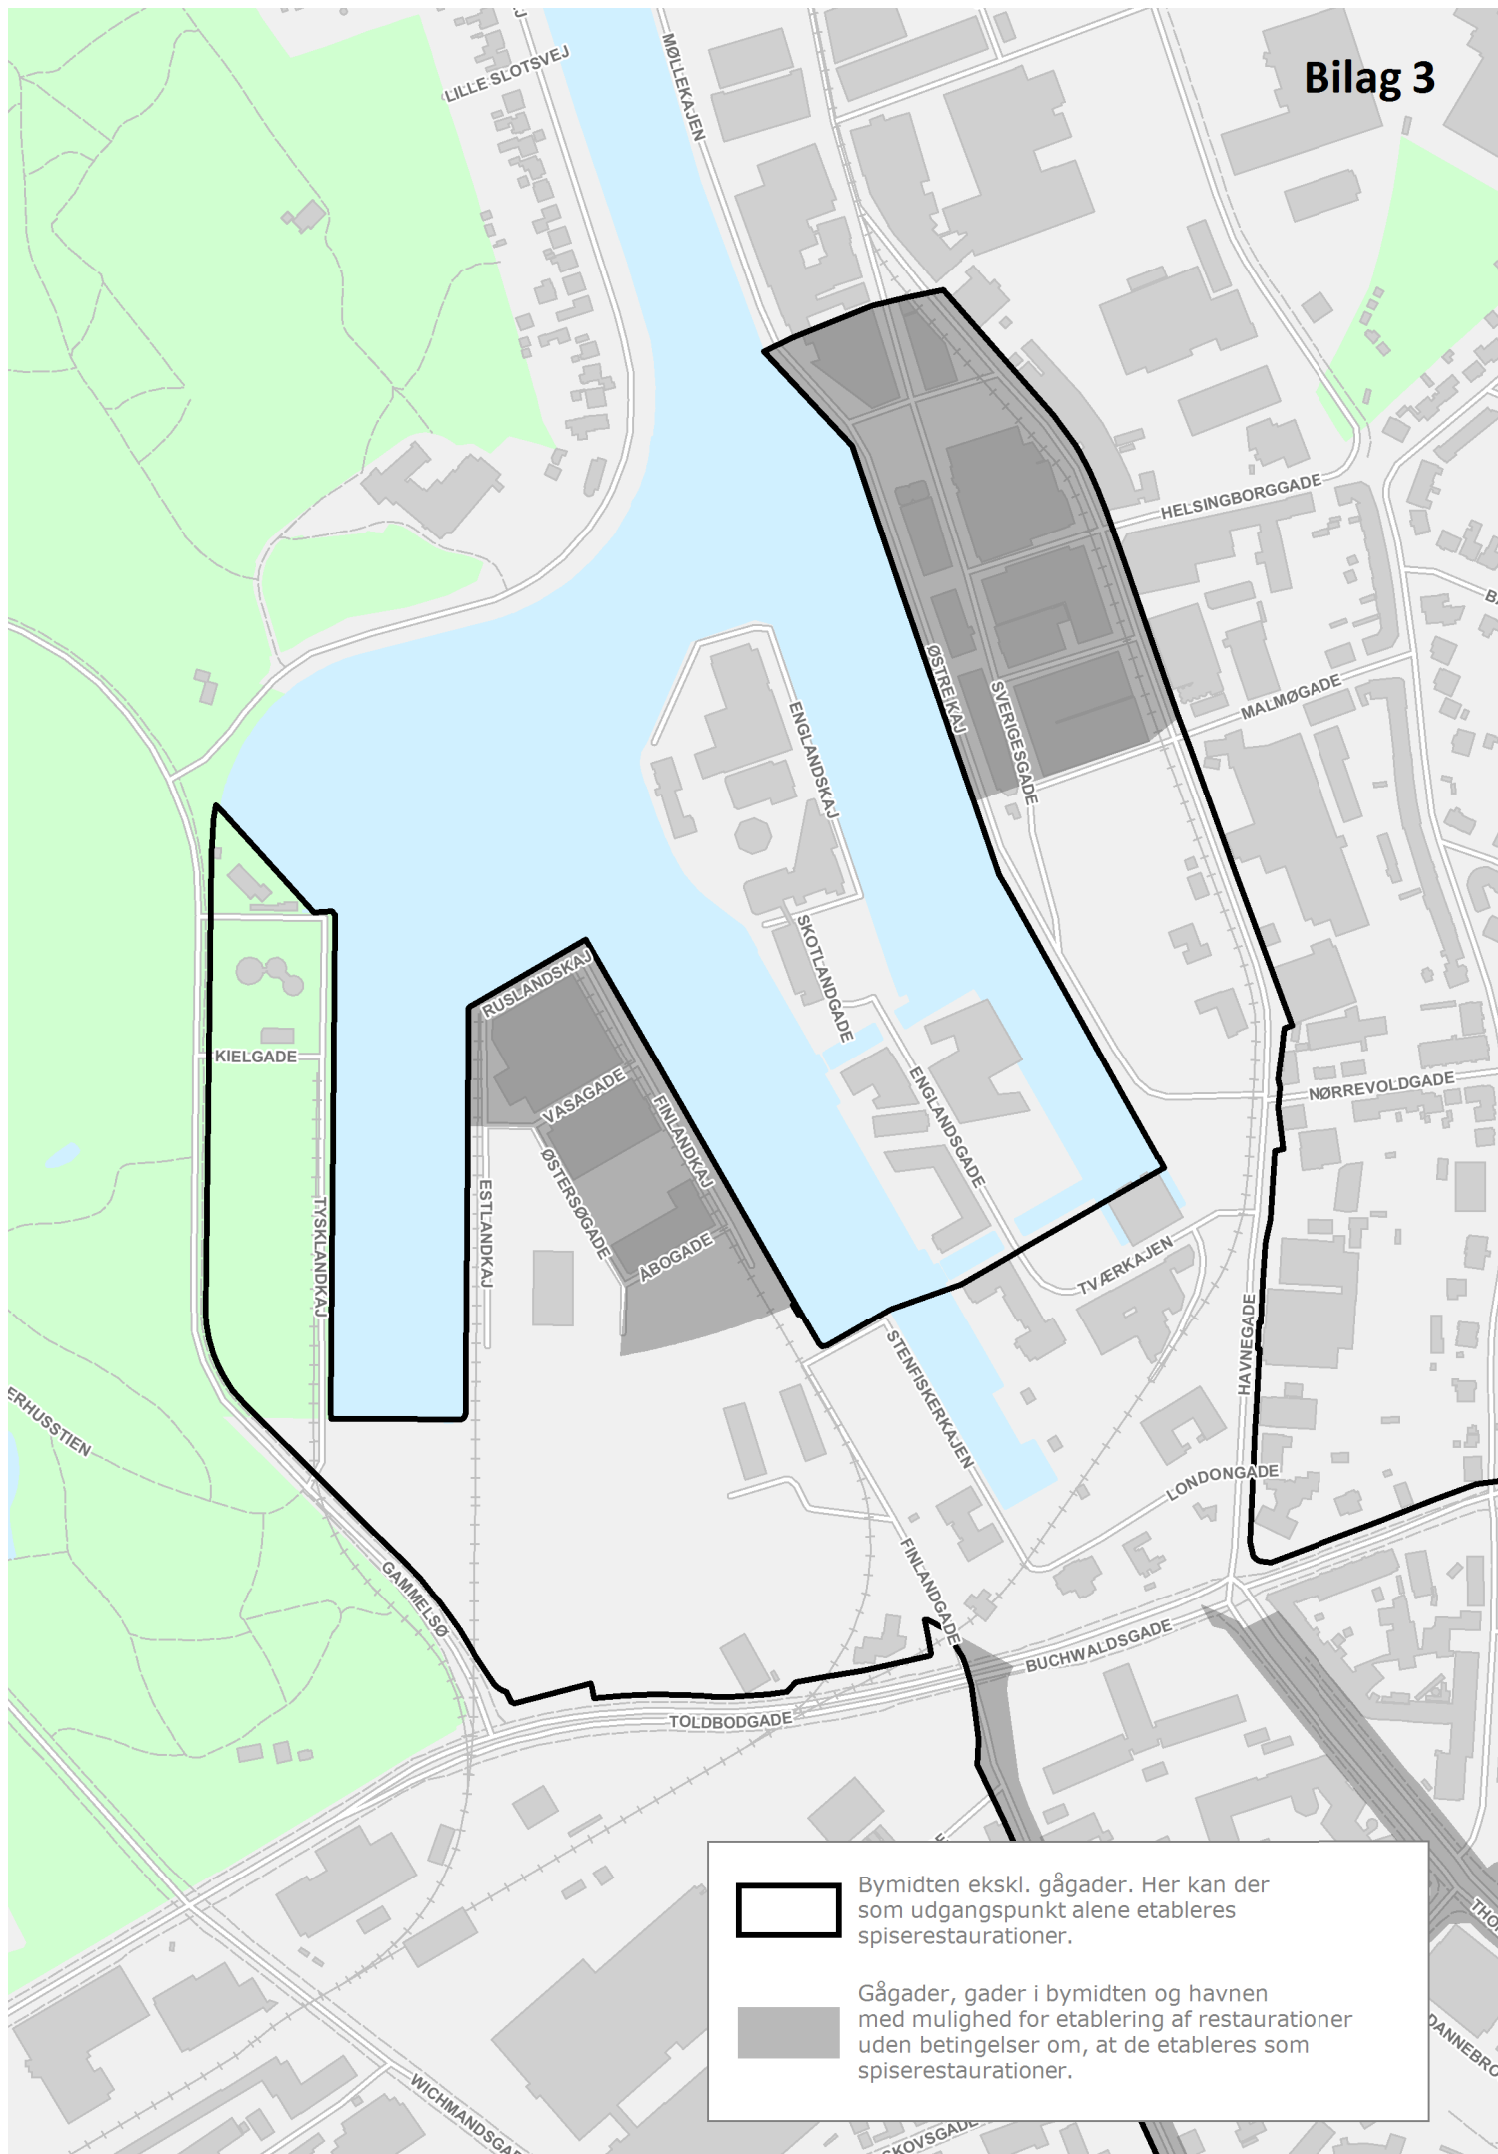 Bilag 3
LILLE SLOTSVEJ
MØLLEKAJEN
HELSINGBORGGADE
MALMØGADE
ØSTRE KAJ
SVERIGESGADE
ENGLANDSKAJ
SKOTLANDGADE
RUSLANDSKAJ
VASAGADE
FINLANDKAJ
KIELGADE
ENGLANDSGADE
NØRREVOLDGADE
ØSTERSØGADE
ESTLANDKAJ
TYSKLANDKAJ
ÅBOGADE
TVÆRKAJEN
HAVNEGADE
STENFISKERKAJEN
ERHUSSTIEN
LONDONGADE
FINLANDGADE
GAMMELSØ
BUCHWALDSGADE
TOLDBODGADE
Bymidten ekskl. gågader. Her kan der
som udgangspunkt alene etableres
spiserestaurationer.
Gågader, gader i bymidten og havnen
med mulighed for etablering af restaurationer
uden betingelser om, at de etableres som
spiserestaurationer.
THO
DANNEBRO
WICHMANDSGA
SKOVSGADE